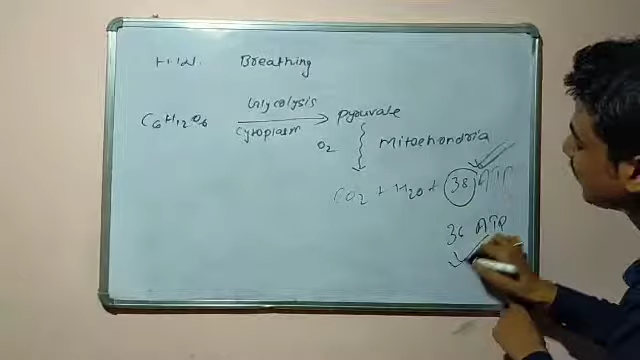 H.W. Breathing
C6H12O6 Glycolysis Pyruvate
Cytoplasm
O2 Mitochondria
CO2 + H2O + 38 ATP
36 ATP